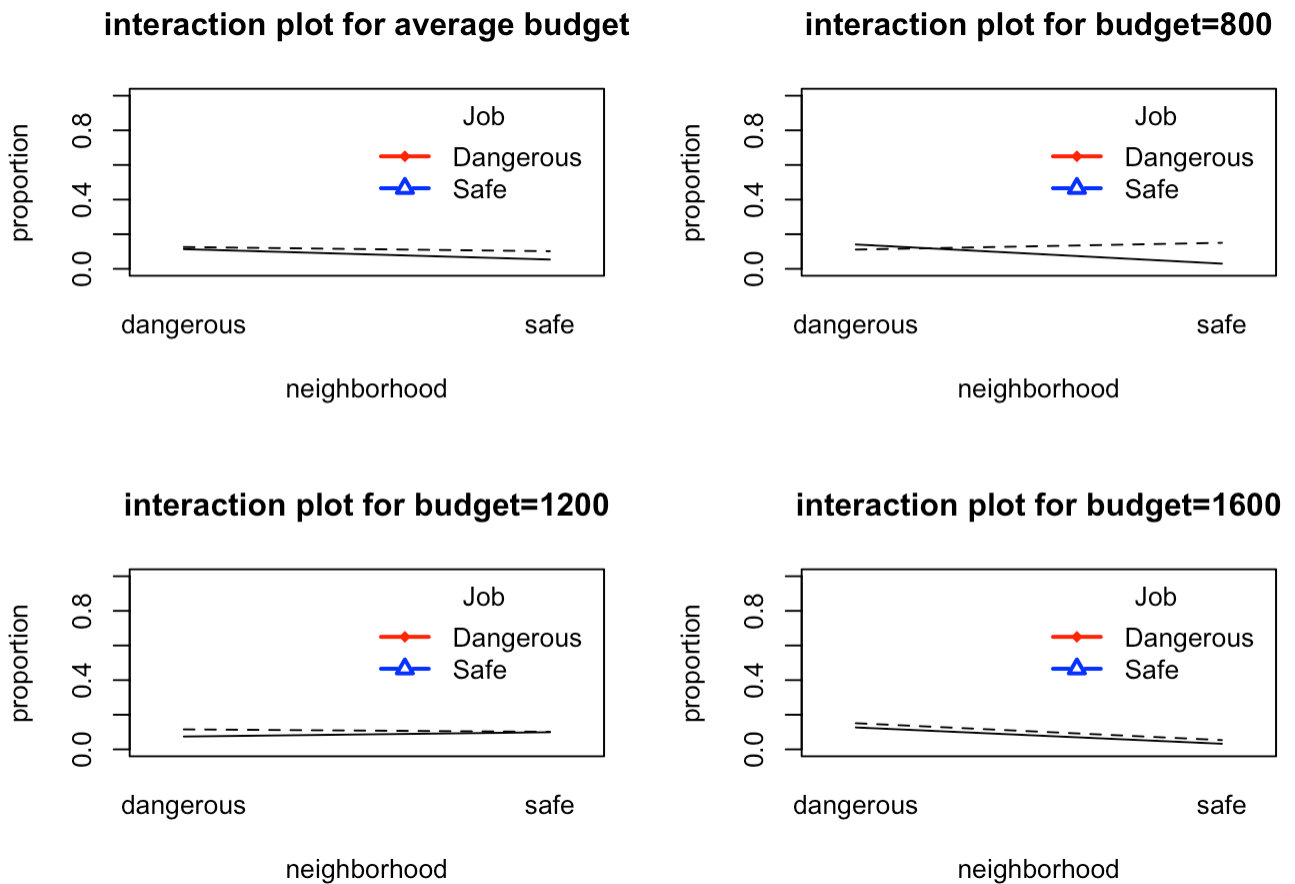 interaction plot for average budget
proportion
0.8
0.4
0.0
Job
Dangerous
Safe
dangerous safe
neighborhood
interaction plot for budget=800
proportion
0.8
0.4
0.0
Job
Dangerous
Safe
dangerous safe
neighborhood
interaction plot for budget=1200
proportion
0.8
0.4
0.0
Job
Dangerous
Safe
dangerous safe
neighborhood
interaction plot for budget=1600
proportion
0.8
0.4
0.0
Job
Dangerous
Safe
dangerous safe
neighborhood